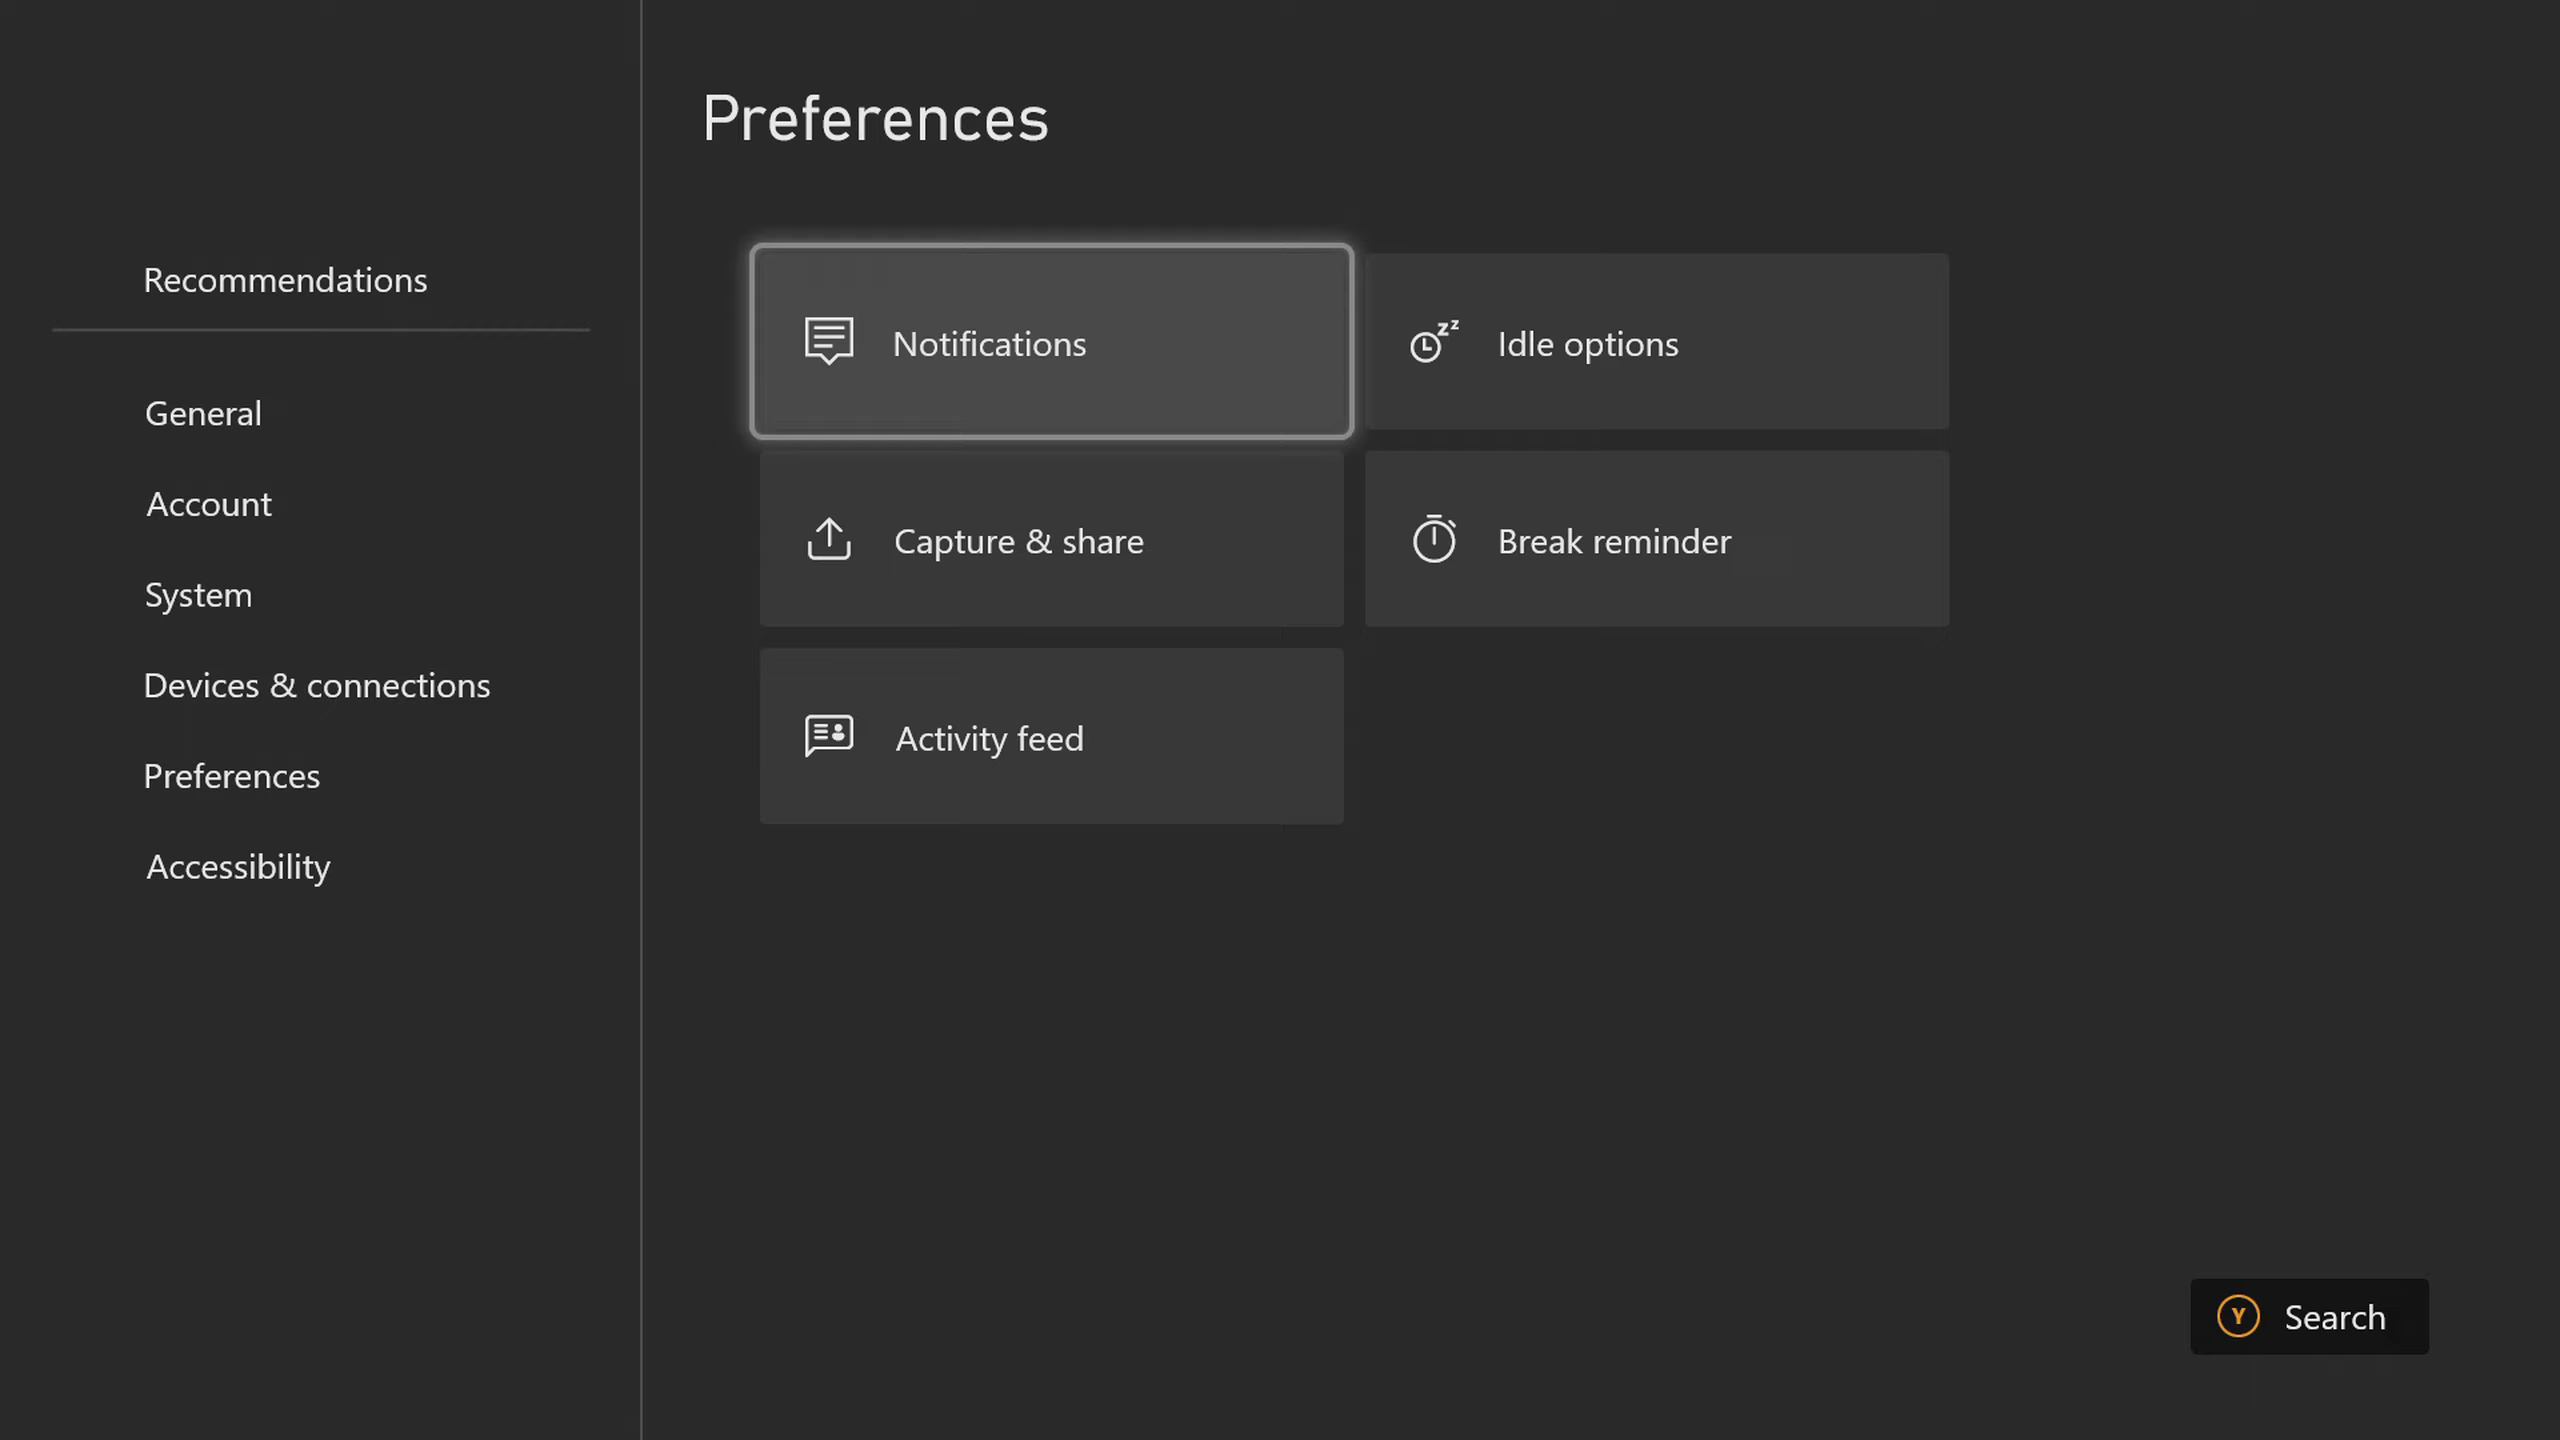 Preferences
Recommendations
General
Account
System
Devices & connections
Preferences
Accessibility
Notifications
Idle options
Capture & share
Break reminder
Activity feed
Y Search